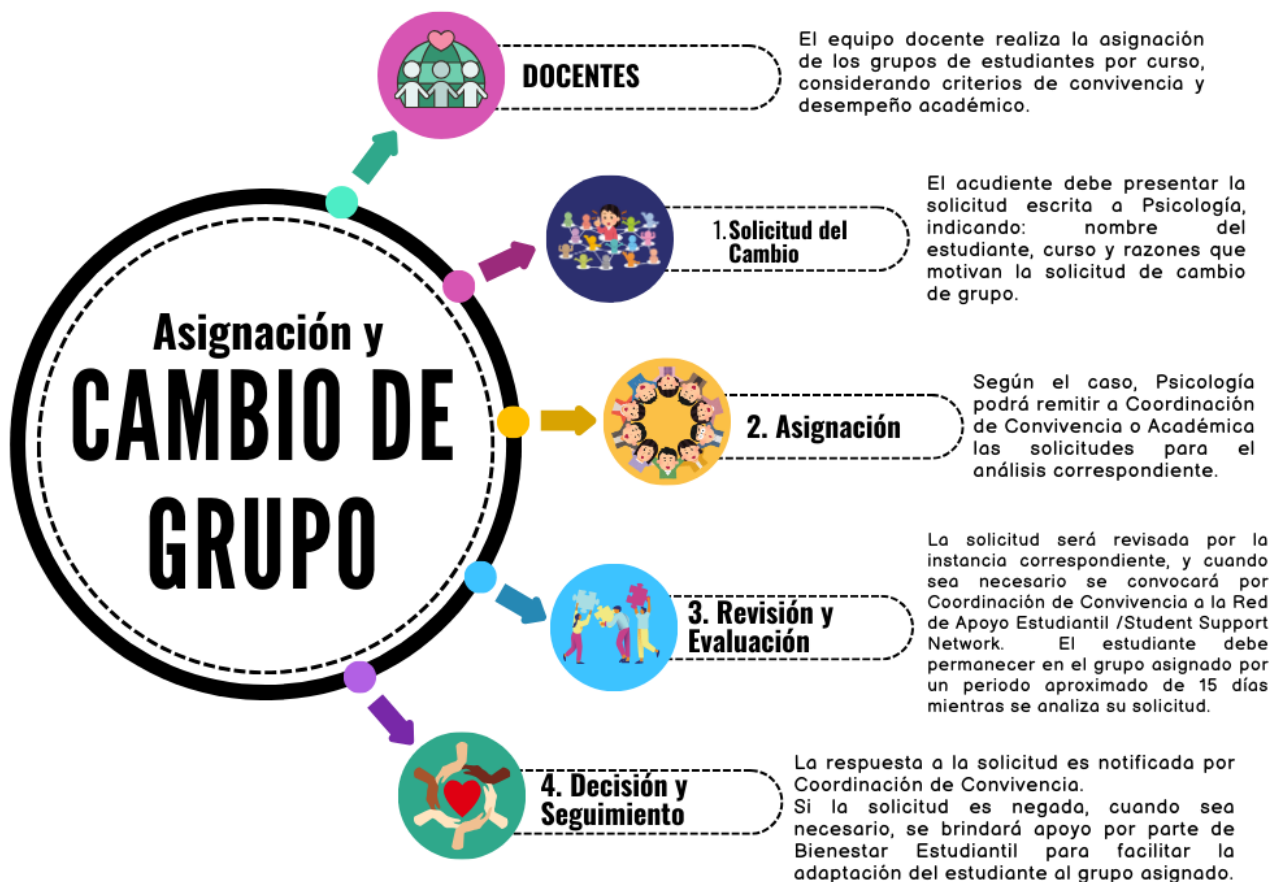 Asignación y
CAMBIO DE
GRUPO
DOCENTES
El equipo docente realiza la asignación
de los grupos de estudiantes por curso,
considerando criterios de convivencia y
desempeño académico.
1.Solicitud del
Cambio
El acudiente debe presentar la
solicitud escrita a Psicología,
indicando: nombre del
estudiante, curso y razones que
motivan la solicitud de cambio
de grupo.
2. Asignación
Según el caso, Psicología
podrá remitir a Coordinación
de Convivencia o Académica
las solicitudes para el
análisis correspondiente.
3. Revisión y
Evaluación
La solicitud será revisada por la
instancia correspondiente, y cuando
sea necesario se convocará por
Coordinación de Convivencia a la Red
de Apoyo Estudiantil /Student Support
Network. El estudiante debe
permanecer en el grupo asignado por
un periodo aproximado de 15 días
mientras se analiza su solicitud.
4. Decisión y
Seguimiento
La respuesta a la solicitud es notificada por
Coordinación de Convivencia.
Si la solicitud es negada, cuando sea
necesario, se brindará apoyo por parte de
Bienestar Estudiantil para facilitar la
adaptación del estudiante al grupo asignado.